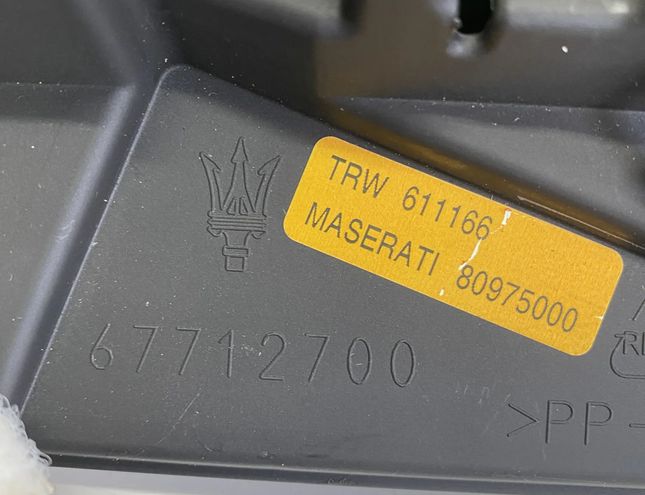 TRW 611166
MASERATI 80975000
67712700
>PP-